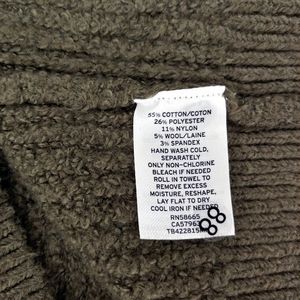 55% COTTON/COTON
26% POLYESTER
11% NYLON
5% WOOL/LAINE
3% SPANDEX
HAND WASH COLD,
SEPARATELY
ONLY NON-CHLORINE
BLEACH IF NEEDED
ROLL IN TOWEL TO
REMOVE EXCESS
MOISTURE, RESHAPE,
LAY FLAT TO DRY
COOL IRON IF NEEDED
RN58665
CA57963
88